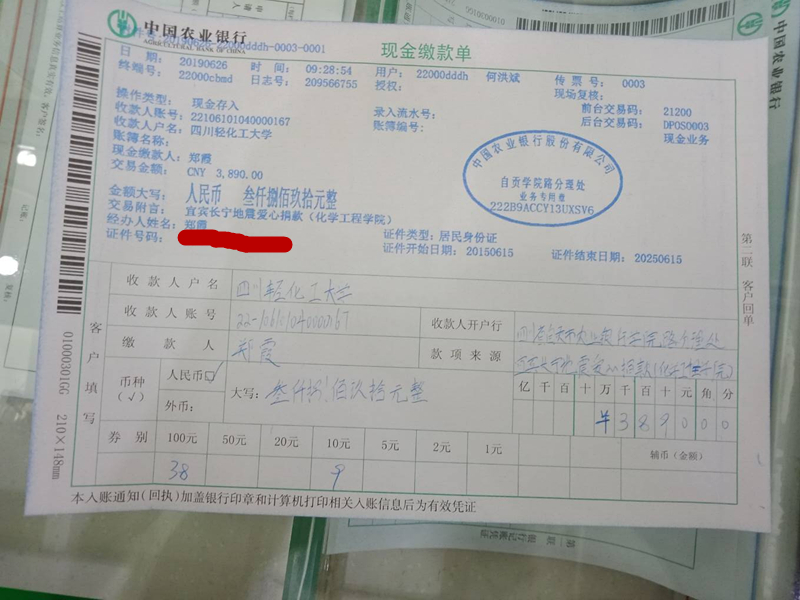 中国农业银行
AGRICULTURAL BANK OF CHINA
现金缴款单
日　期： 20190626 时　间： 09:28:54 用户： 22000dddh 何洪斌 传 票 号： 0003
终端号： 22000cbmd 日志号： 209566755 授权： 现场复核：
操作类型： 现金存入 录入流水号： 前台交易码： 21200
收款人账号： 22106101040000167 账簿编号： 后台交易码： DPOS0003
收款人户名： 四川轻化工大学 现金业务
账簿名称：
现金缴款人： 郑霞
交易金额： CNY 3,890.00
金额大写： 人民币 叁仟捌佰玖拾元整
交易附言： 宜宾长宁地震爱心捐款（化学工程学院）
经办人姓名： 郑霞 证件类型： 居民身份证
证件号码： 证件开始日期： 20150615 证件结束日期： 20250615
中国农业银行股份有限公司
自贡学院路分理处
业务专用章
222B9ACCY13UXSV6
第二联 客户回单
客户填写
收 款 人 户 名 四川轻化工大学
收 款 人 账 号 22-106101040000167 收款人开户行
缴 款 人 郑霞 款 项 来 源
币种（✓） 人民币☑ 大写： 叁仟捌佰玖拾元整 亿 千 百 十 万 千 百 十 元 角 分
外币： ¥ 3 8 9 0 0 0
券 别 100元 50元 20元 10元 5元 2元 1元 辅币（金额）
38 9
本入账通知（回执）加盖银行印章和计算机打印相关入账信息后为有效凭证
01000301GG 210×148mm
中国农业银行